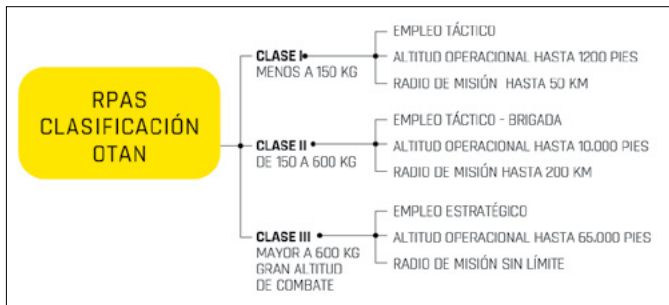 RPAS
CLASIFICACIÓN
OTAN
CLASE I
MENOS A 150 KG
EMPLEO TÁCTICO
ALTITUD OPERACIONAL HASTA 1200 PIES
RADIO DE MISIÓN HASTA 50 KM
CLASE II
DE 150 A 600 KG
EMPLEO TÁCTICO - BRIGADA
ALTITUD OPERACIONAL HASTA 10.000 PIES
RADIO DE MISIÓN HASTA 200 KM
CLASE III
MAYOR A 600 KG
GRAN ALTITUD
DE COMBATE
EMPLEO ESTRATÉGICO
ALTITUD OPERACIONAL HASTA 65.000 PIES
RADIO DE MISIÓN SIN LÍMITE